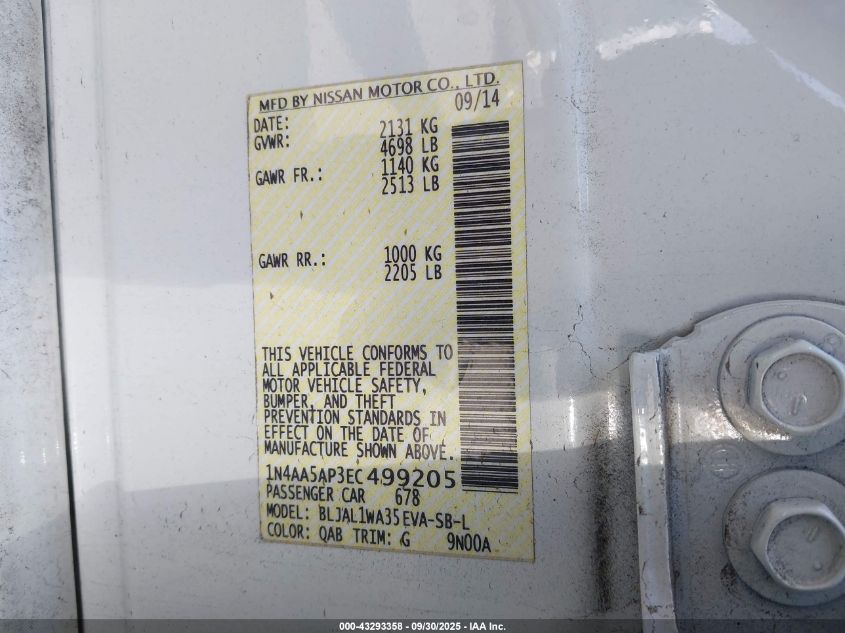 MFD BY NISSAN MOTOR CO., LTD.
DATE: 09/14
GVWR: 2131 KG
4698 LB
GAWR FR.: 1140 KG
2513 LB
GAWR RR.: 1000 KG
2205 LB
THIS VEHICLE CONFORMS TO
ALL APPLICABLE FEDERAL
MOTOR VEHICLE SAFETY,
BUMPER, AND THEFT
PREVENTION STANDARDS IN
EFFECT ON THE DATE OF
MANUFACTURE SHOWN ABOVE.
1N4AA5AP3EC499205
PASSENGER CAR 678
MODEL: BLJAL1WA35EVA-SB-L
COLOR: QAB TRIM: G 9N00A
000-43293358 - 09/30/2025 - IAA Inc.